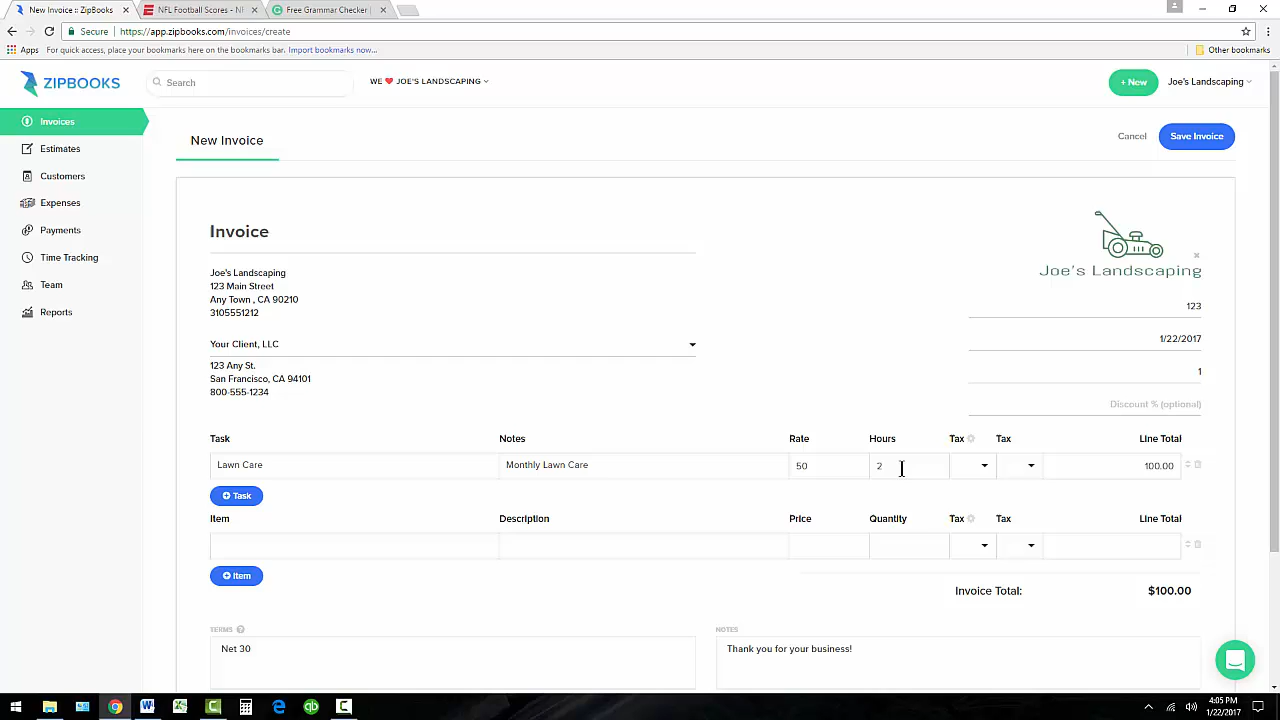 New Invoice :: ZipBooks
NFL Football Scores - NF
Free Grammar Checker |
Secure
https://app.zipbooks.com/invoices/create
Apps
For quick access, place your bookmarks here on the bookmarks bar. Import bookmarks now...
Other bookmarks
ZIPBOOKS
Search
WE ❤ JOE'S LANDSCAPING
+ New
Joe's Landscaping
Invoices
Estimates
Customers
Expenses
Payments
Time Tracking
Team
Reports
New Invoice
Cancel
Save Invoice
Invoice
Joe's Landscaping
Joe's Landscaping
123 Main Street
Any Town , CA 90210
3105551212
123
1/22/2017
1
Discount % (optional)
Your Client, LLC
123 Any St.
San Francisco, CA 94101
800-555-1234
Task Notes Rate Hours Tax Tax Line Total
Lawn Care Monthly Lawn Care 50 2 100.00
+ Task
Item Description Price Quantity Tax Tax Line Total
+ Item
Invoice Total: $100.00
TERMS ?
Net 30
NOTES
Thank you for your business!
4:05 PM
1/22/2017